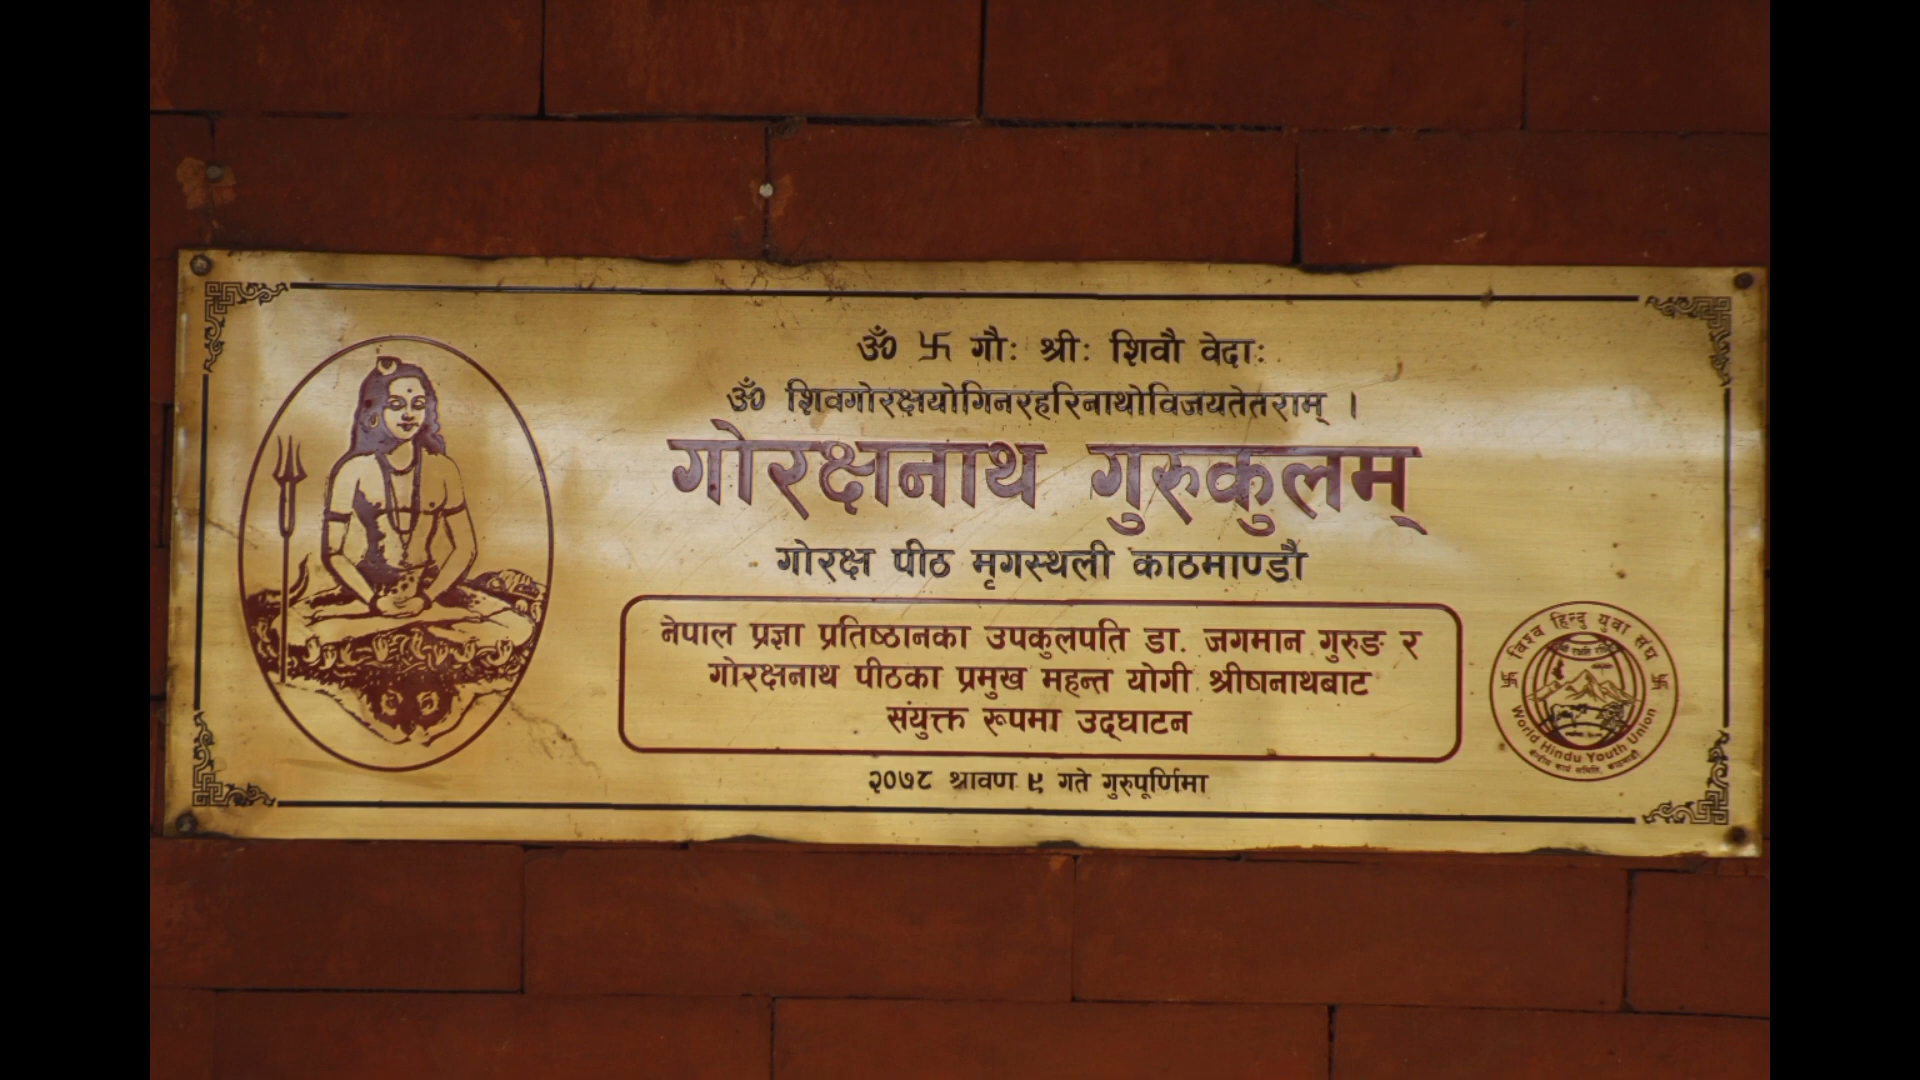 ॐ 卐 गौः श्रीः शिवौ वेदाः
ॐ शिवगोरक्षयोगिनरहरिनाथोविजयतेतराम् ।
गोरक्षनाथ गुरुकुलम्
गोरक्ष पीठ मृगस्थली काठमाण्डौ
नेपाल प्रज्ञा प्रतिष्ठानका उपकुलपति डा. जगमान गुरुङ र
गोरक्षनाथ पीठका प्रमुख महन्त योगी श्रीषनाथबाट
संयुक्त रूपमा उद्‌घाटन
२०७८ श्रावण ९ गते गुरुपूर्णिमा
卐 विश्व हिन्दु युवा संघ 卐
World Hindu Youth Union